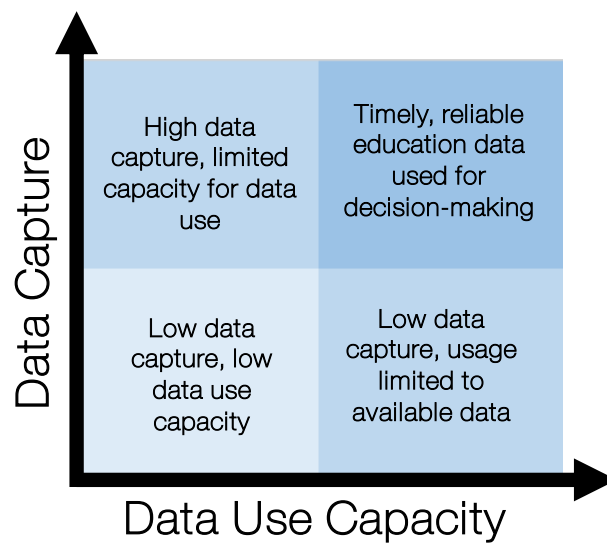 Data Capture
High data
capture, limited
capacity for data
use
Timely, reliable
education data
used for
decision-making
Low data
capture, low
data use
capacity
Low data
capture, usage
limited to
available data
Data Use Capacity